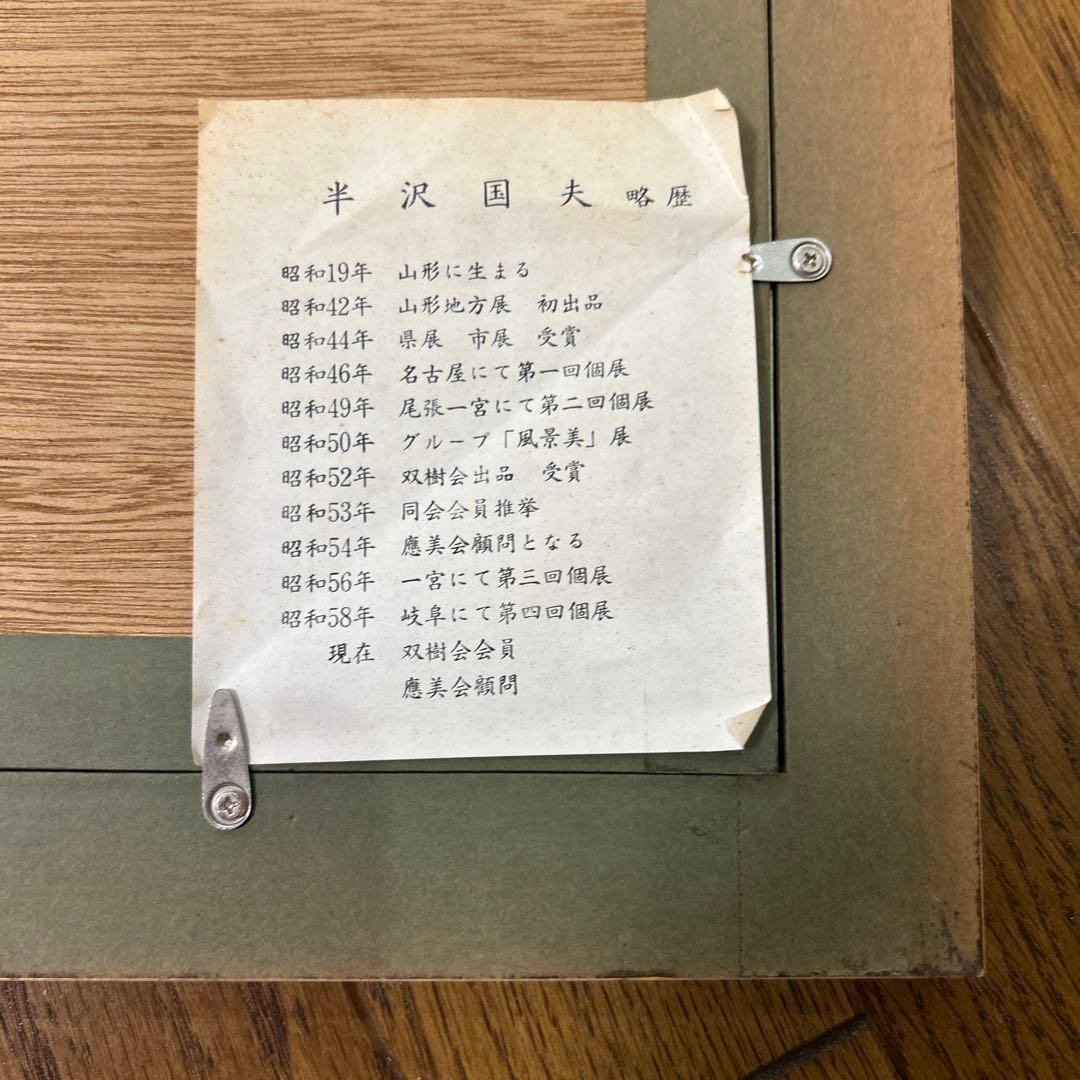 半沢国夫 略歴
昭和19年 山形に生まる
昭和42年 山形地方展 初出品
昭和44年 県展 市展 受賞
昭和46年 名古屋にて第一回個展
昭和49年 尾張一宮にて第二回個展
昭和50年 グループ「風景美」展
昭和52年 双樹会出品 受賞
昭和53年 同会会員推挙
昭和54年 應美会顧問となる
昭和56年 一宮にて第三回個展
昭和58年 岐阜にて第四回個展
現在 双樹会会員
應美会顧問